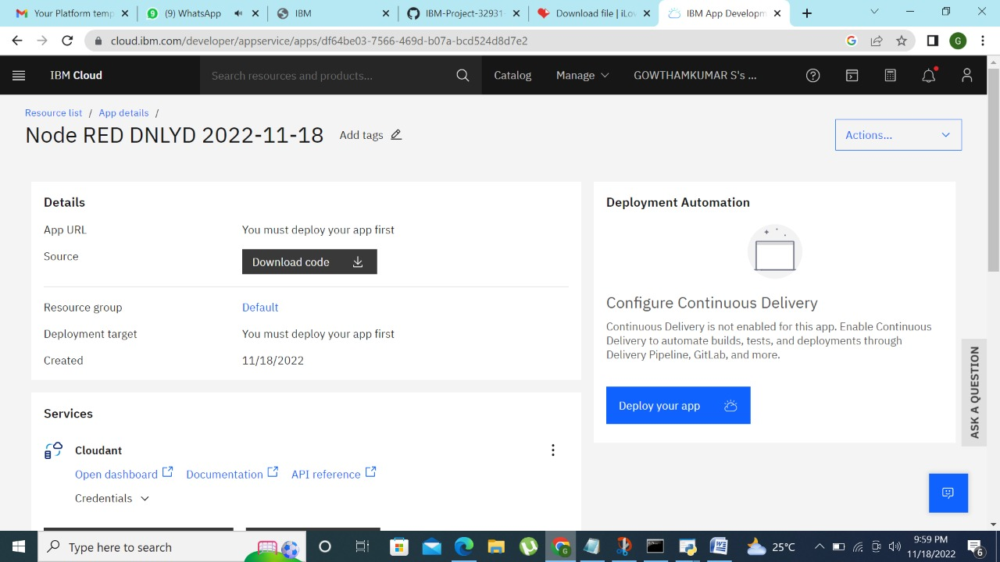 Your Platform temp
9
(9) WhatsApp
IBM
IBM-Project-32931-
Download file | iLov
IBM App Developm
cloud.ibm.com/developer/appservice/apps/df64be03-7566-469d-b07a-bcd524d8d7e2
G
IBM Cloud
Search resources and products...
Catalog
Manage
GOWTHAMKUMAR S's ...
Resource list / App details /
Node RED DNLYD 2022-11-18
Add tags
Actions...
Details
App URL
You must deploy your app first
Source
Download code
Resource group
Default
Deployment target
You must deploy your app first
Created
11/18/2022
Deployment Automation
Configure Continuous Delivery
Continuous Delivery is not enabled for this app. Enable Continuous
Delivery to automate builds, tests, and deployments through
Delivery Pipeline, GitLab, and more.
Deploy your app
ASK A QUESTION
Services
Cloudant
Open dashboard
Documentation
API reference
Credentials
Type here to search
25°C
9:59 PM
11/18/2022
6